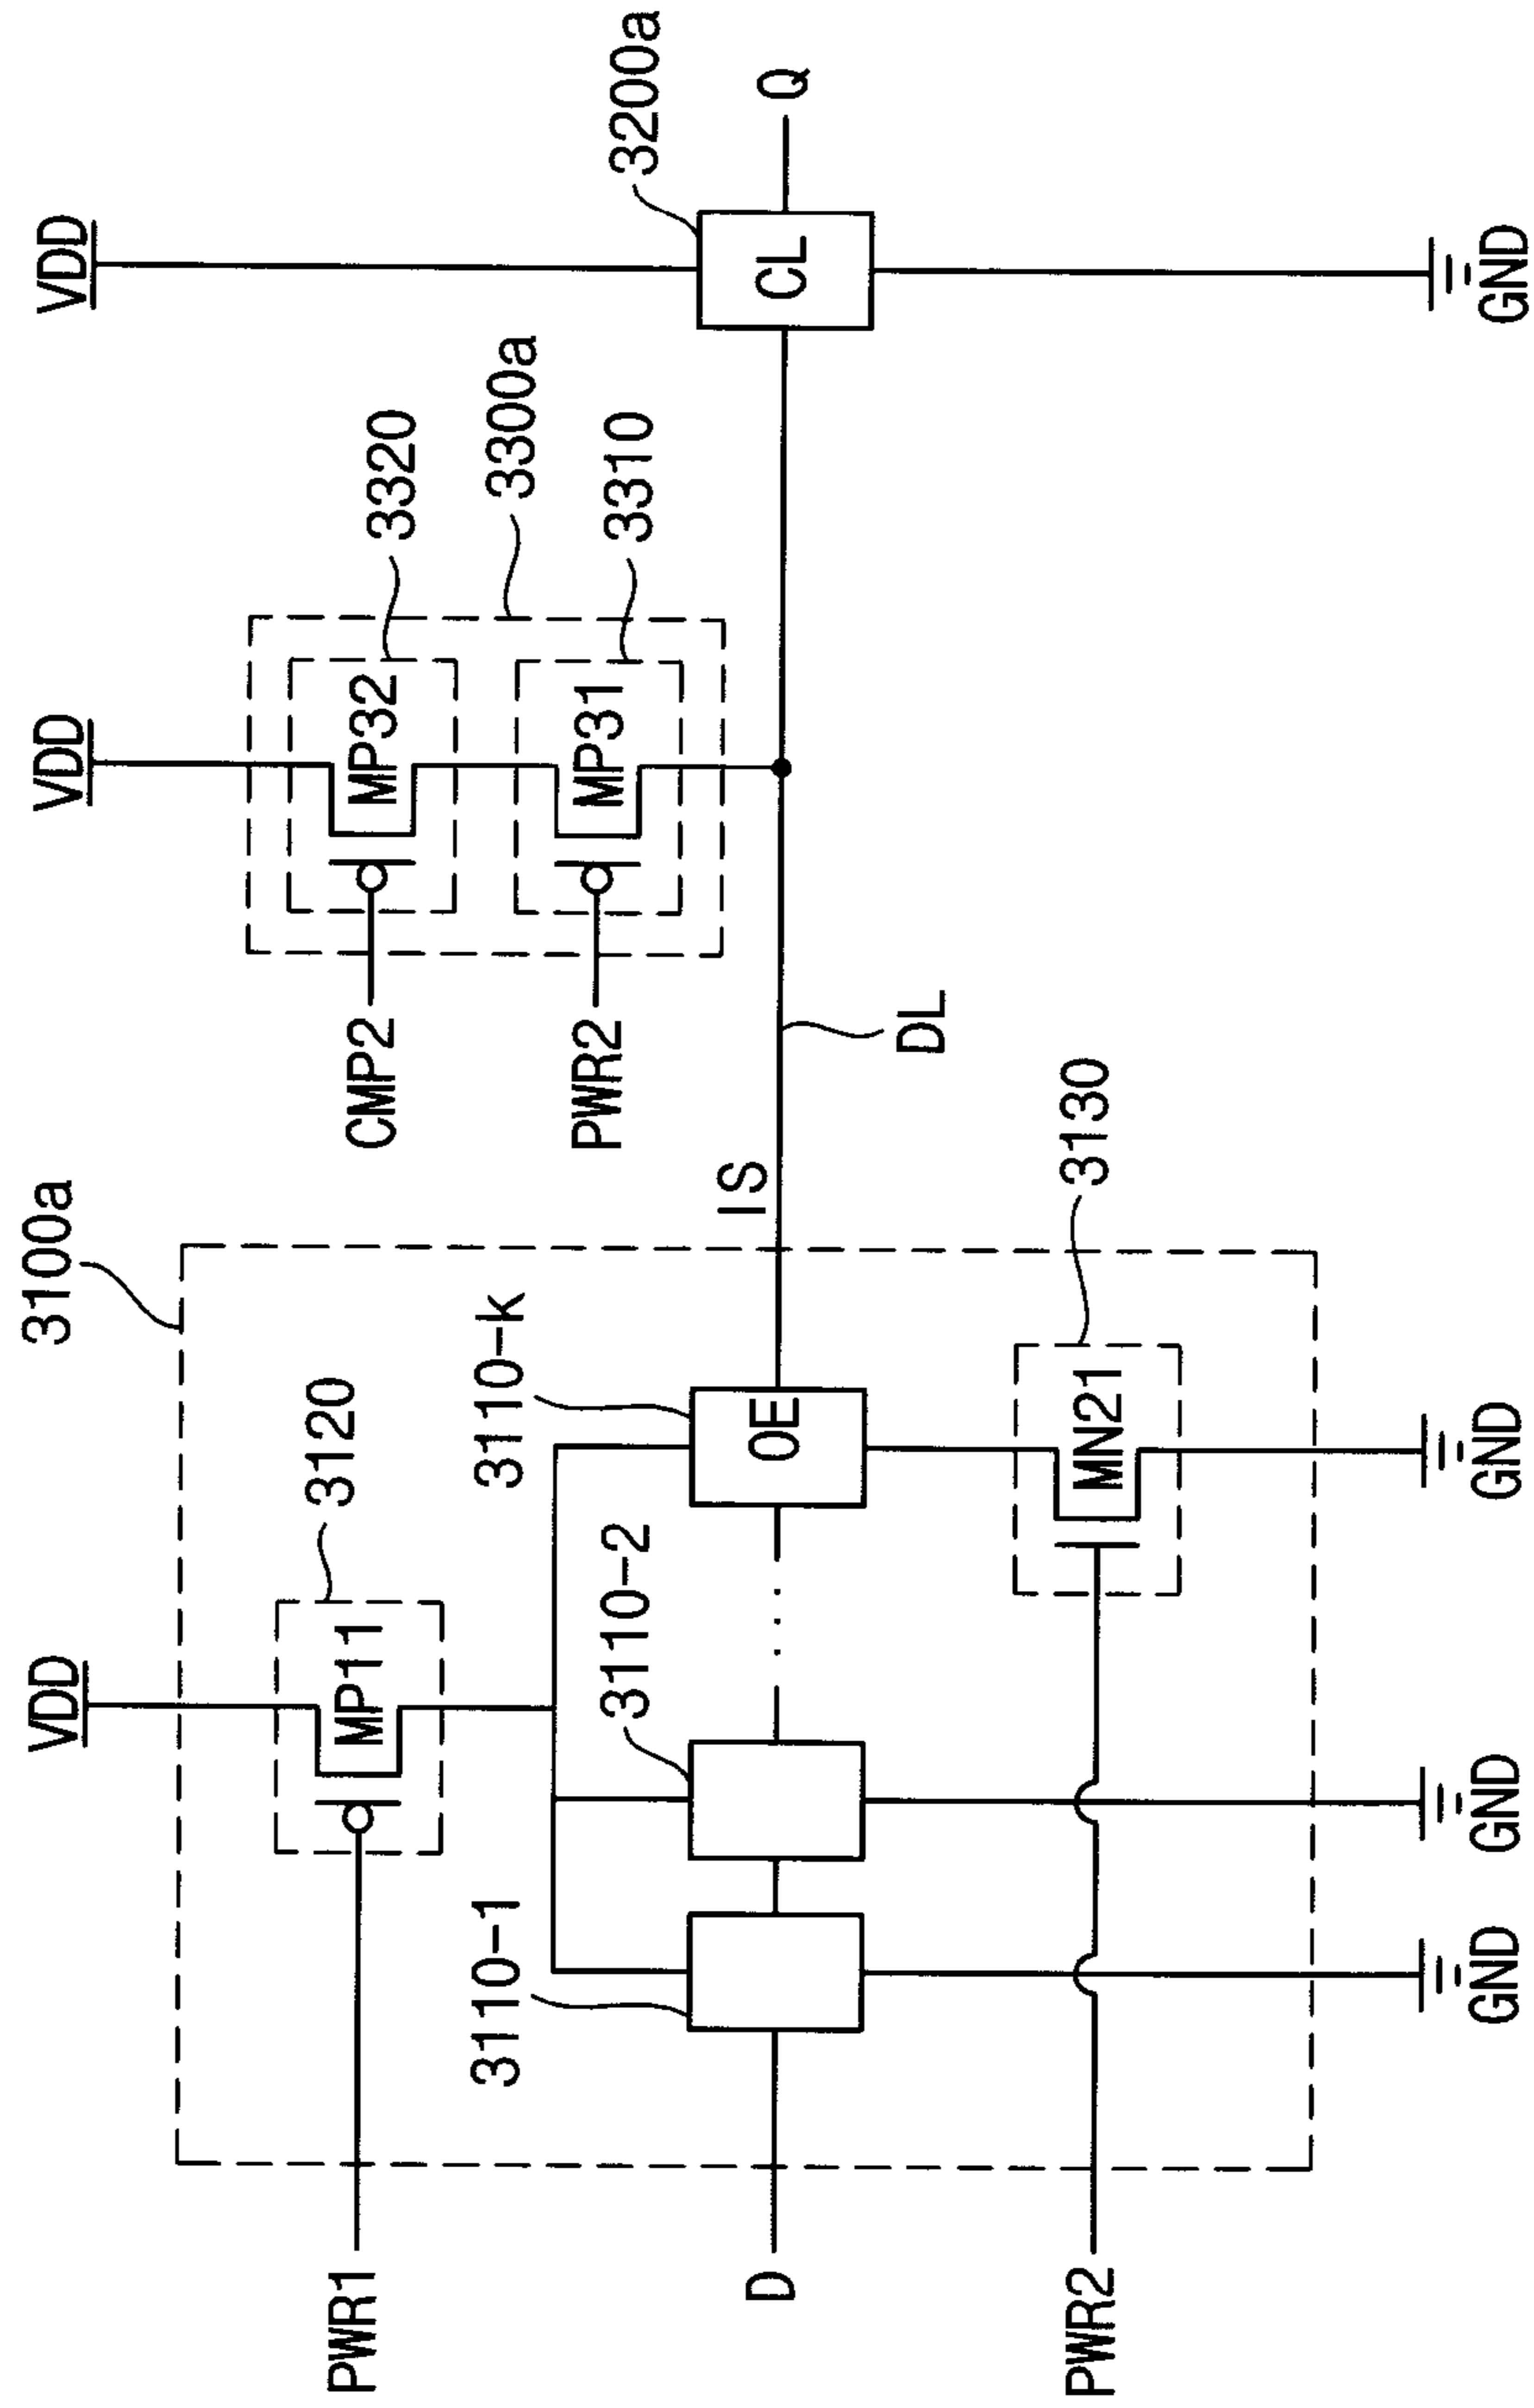 VDD
VDD
VDD
3100a
3120
MP11
PWR1
CMP2
MP32
3320
3300a
PWR2
MP31
3310
3110-1
3110-2
3110-k
3200a
D
OE
IS
DL
CL
Q
PWR2
MN21
3130
GND
GND
GND
GND